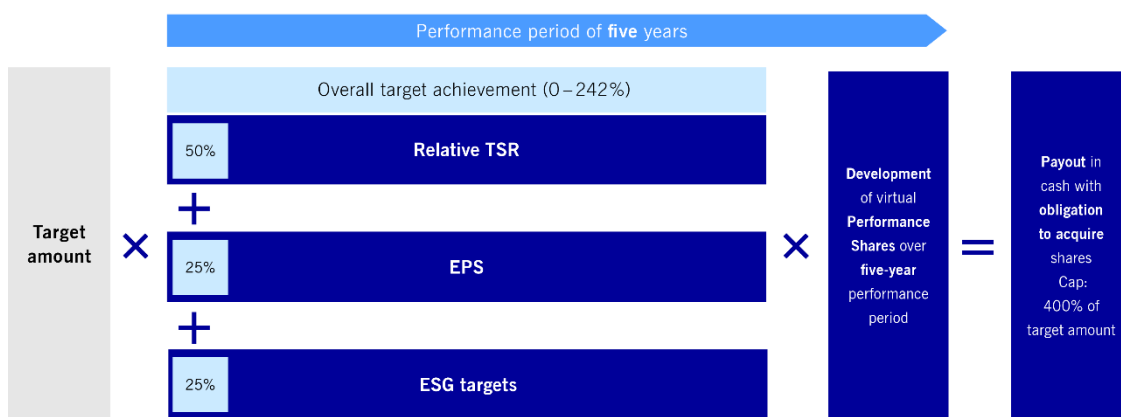 Performance period of five years
Overall target achievement (0–242%)
Target
amount
×
50%
Relative TSR
+
25%
EPS
+
25%
ESG targets
×
Development
of virtual
Performance
Shares over
five-year
performance
period
=
Payout in
cash with
obligation
to acquire
shares
Cap:
400% of
target amount